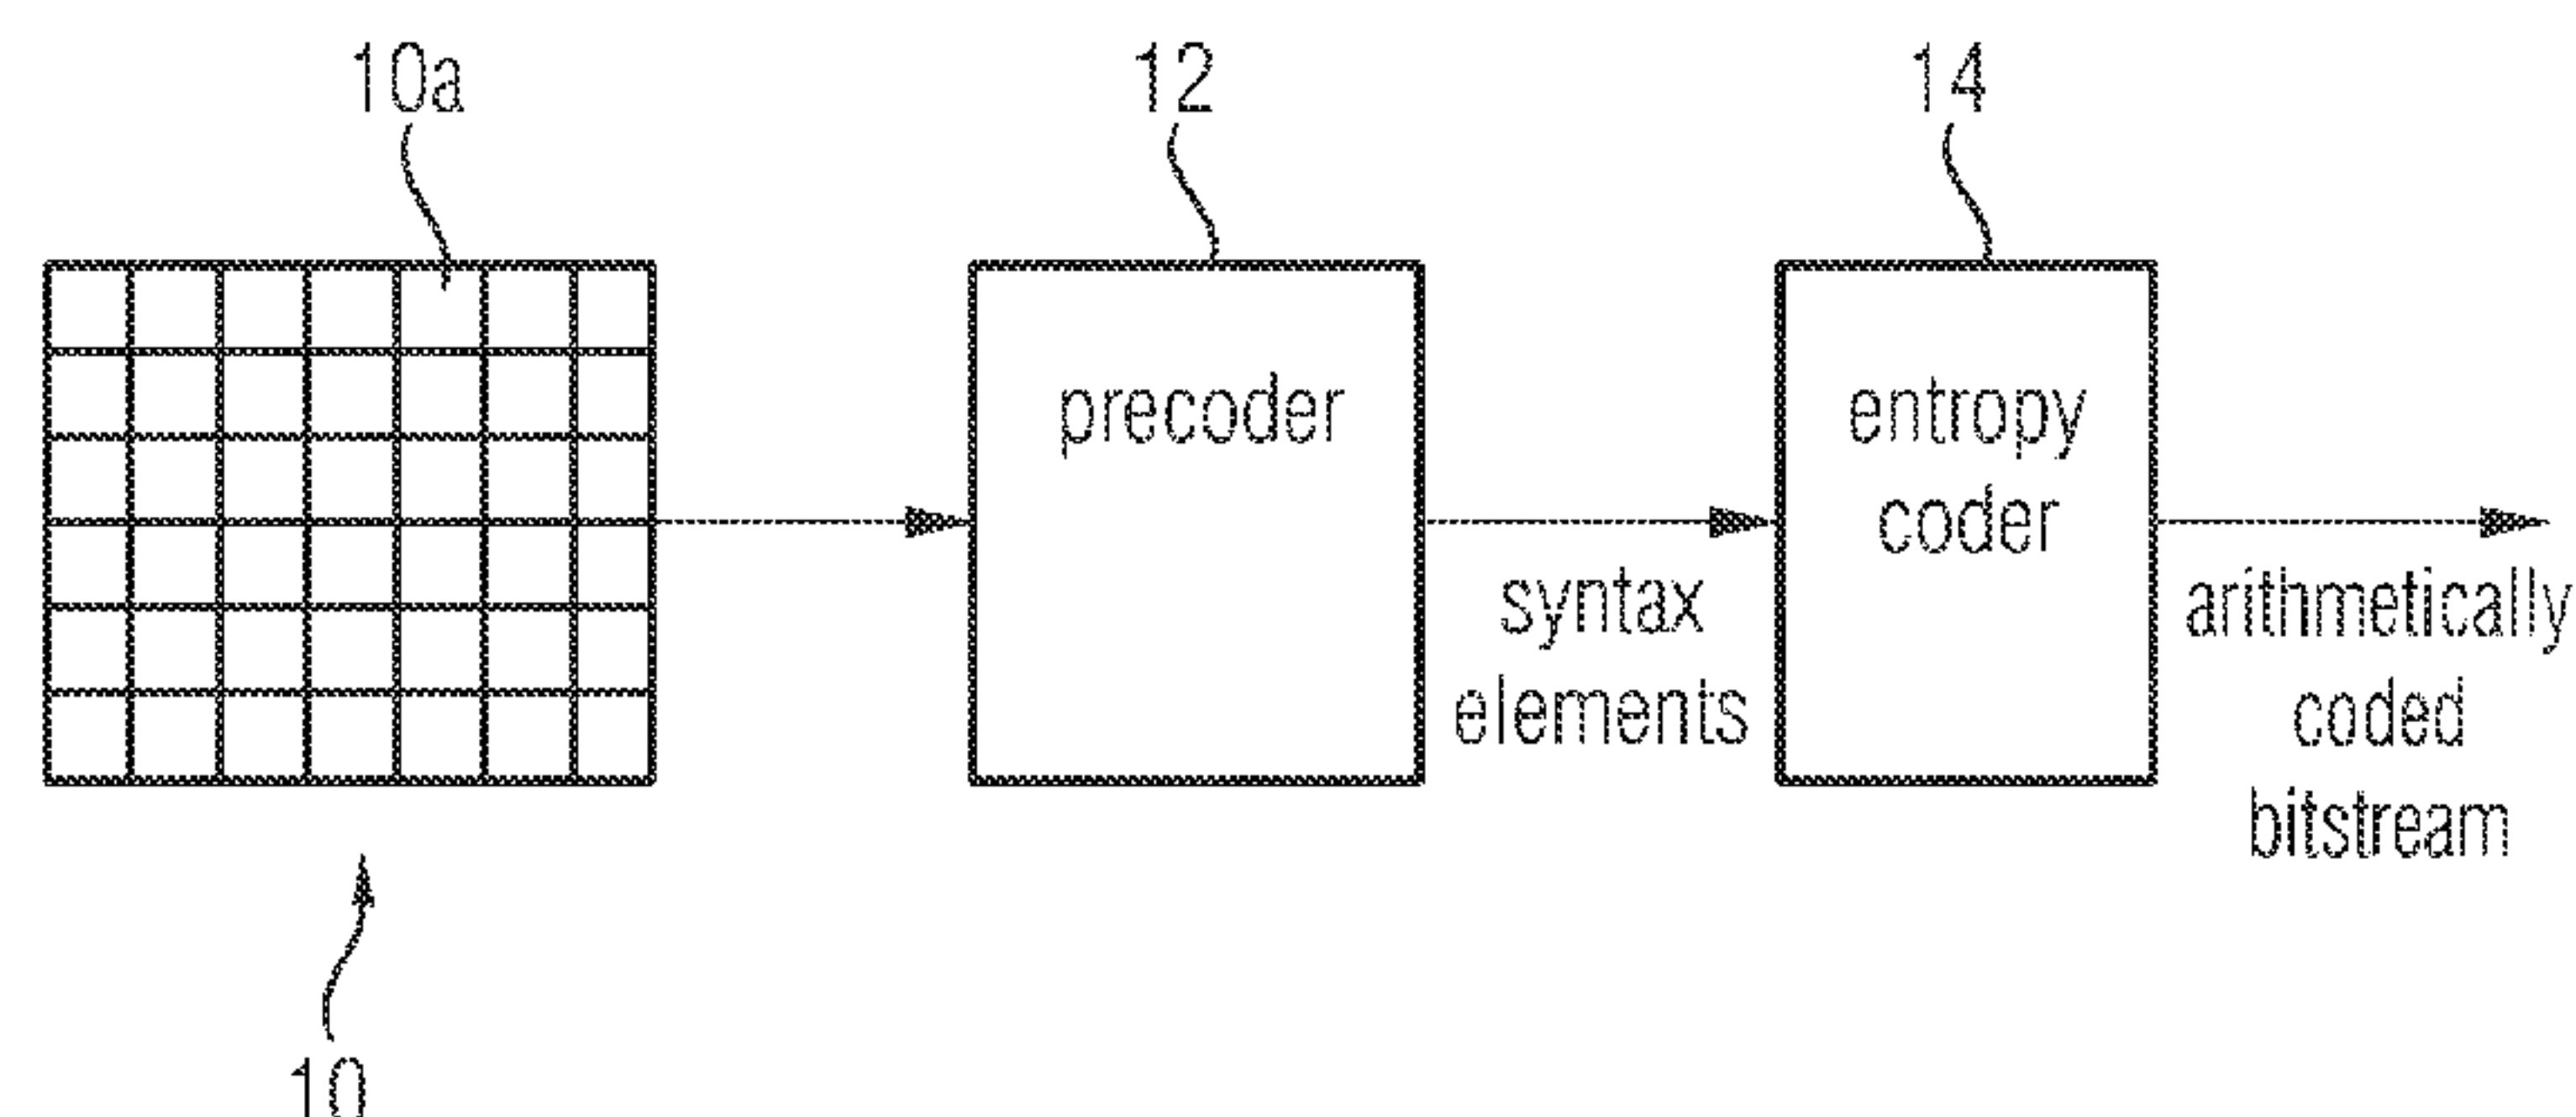 10a
12
14
precoder
entropy
coder
syntax
elements
arithmetically
coded
bitstream
10